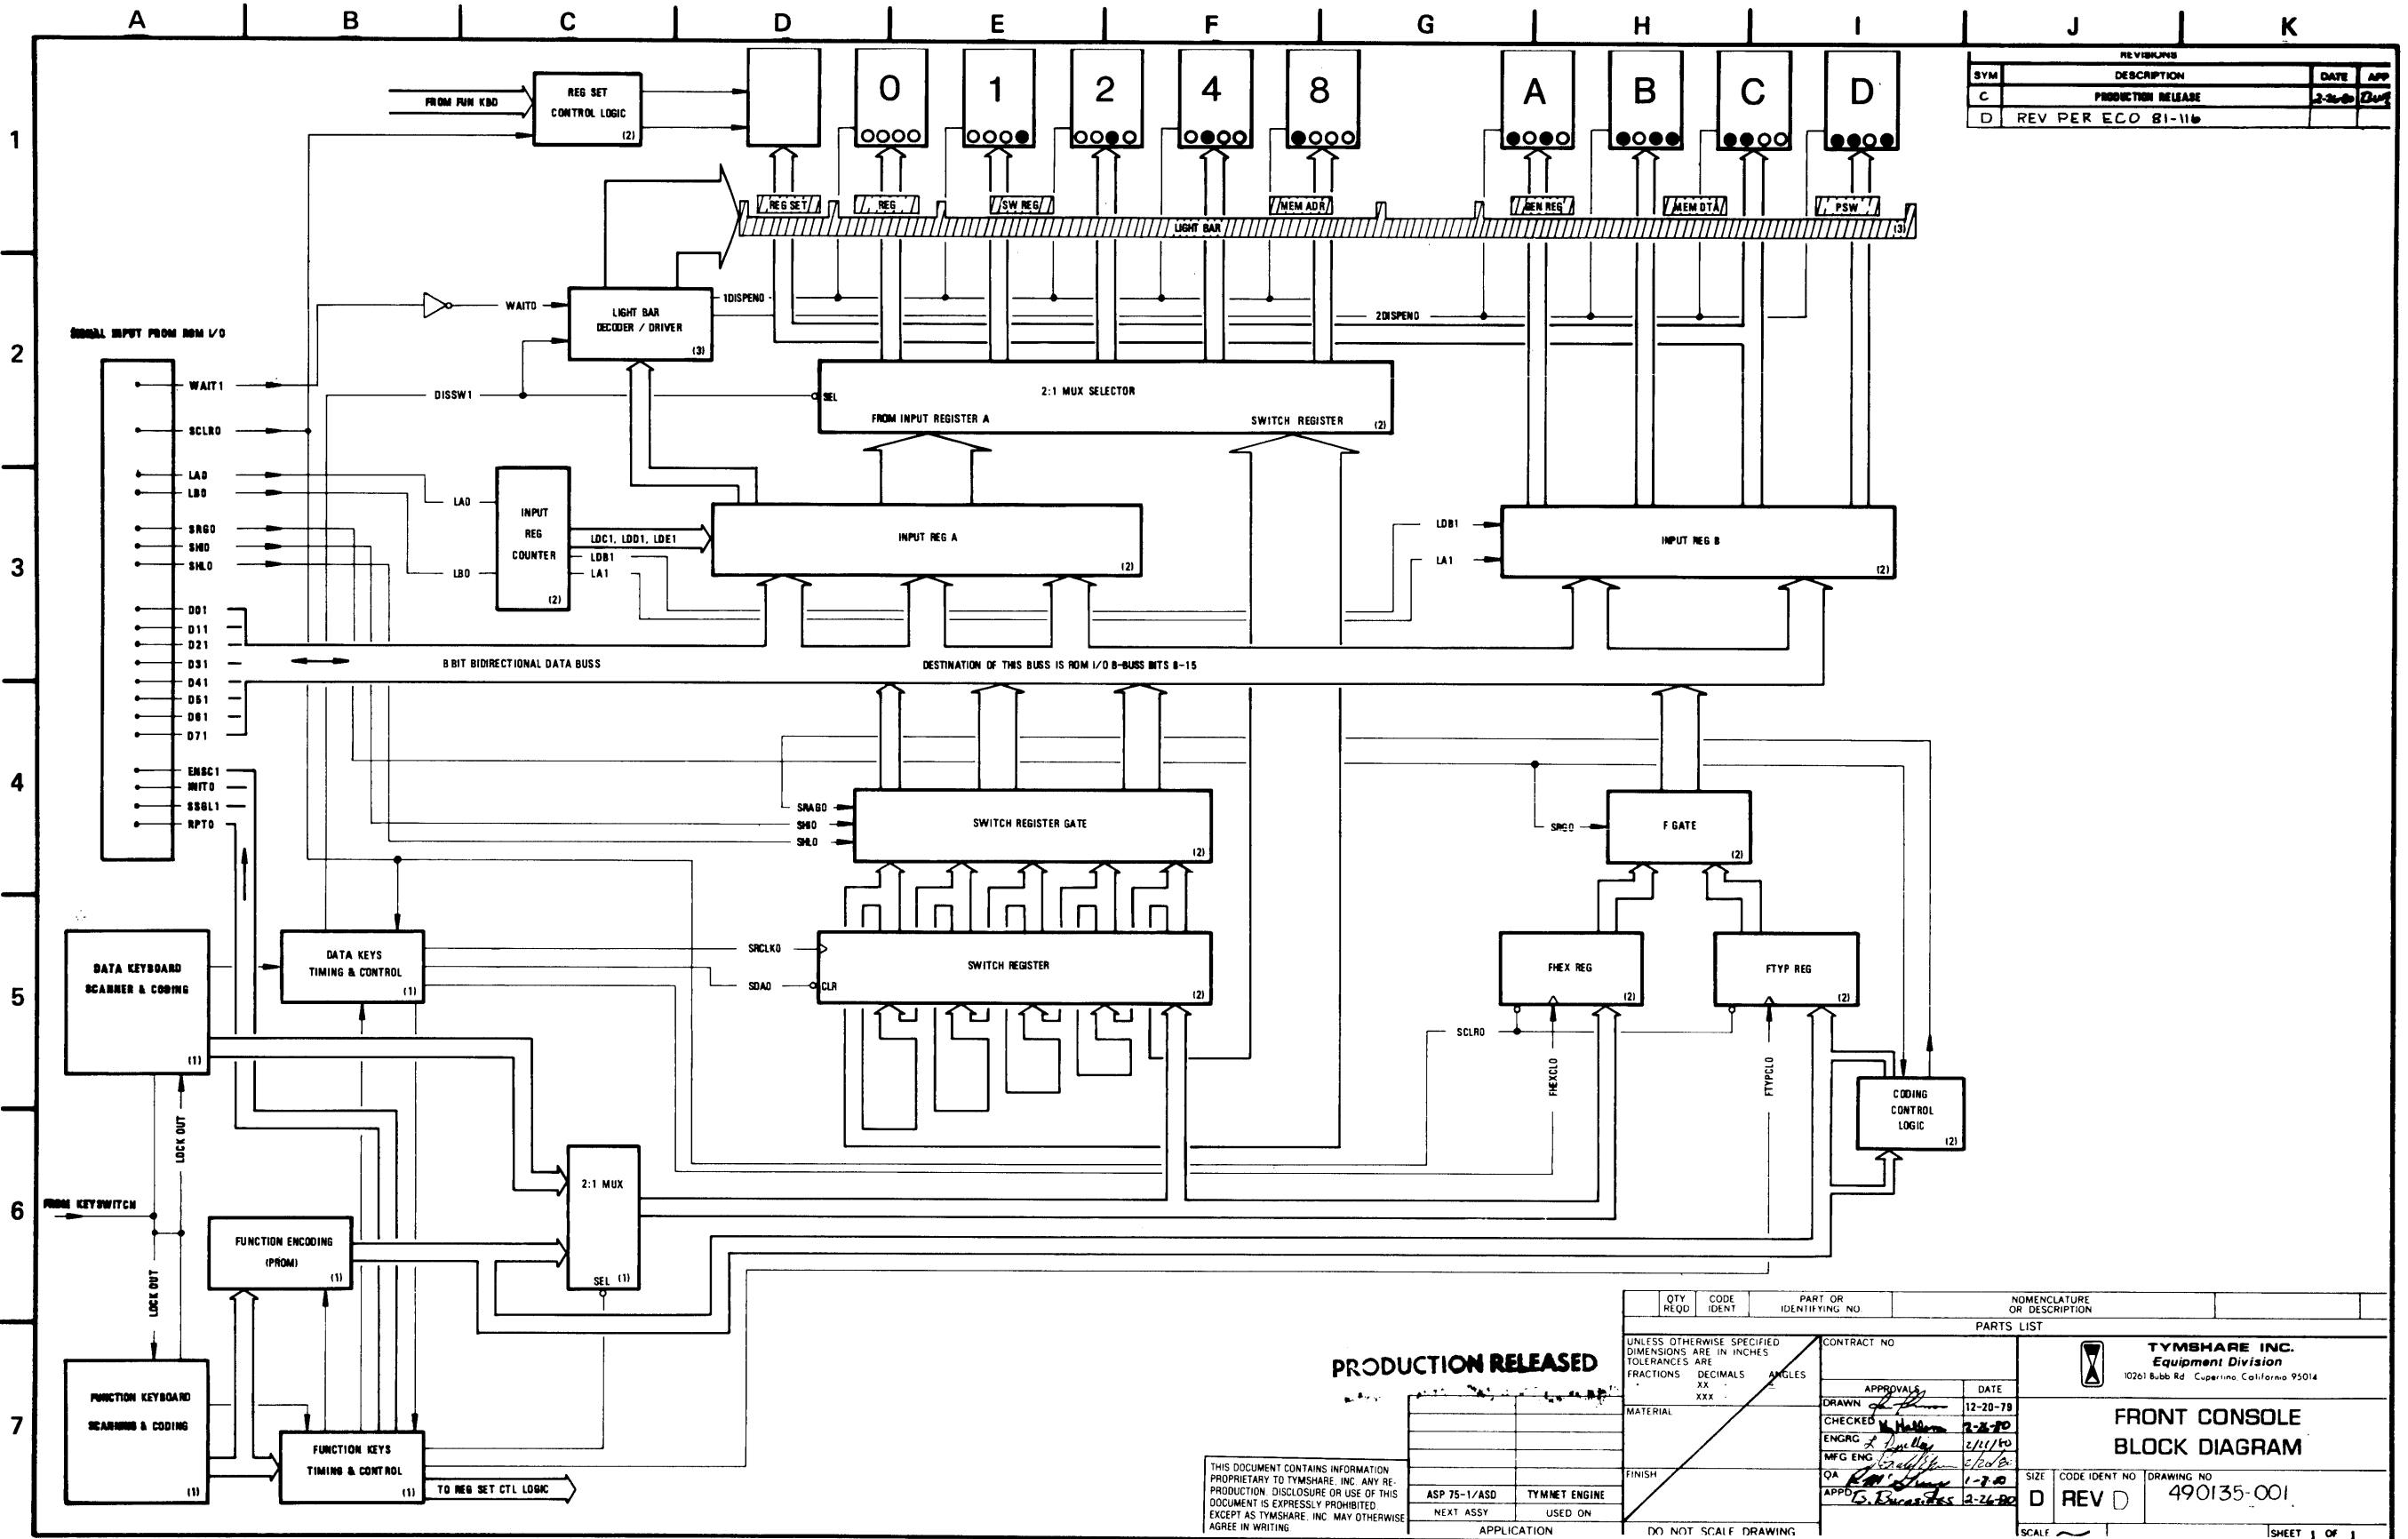 A B C D E F G H I J K
1
2
3
4
5
6
7
REVISIONS
SYM DESCRIPTION DATE APP
C PRODUCTION RELEASE 2-26-80
D REV PER ECO 81-116
FROM FUN KBD
REG SET
CONTROL LOGIC
(2)
0 1 2 4 8 A B C D
REG SET
REG
SW REG
MEM ADR
GEN REG
MEM DTA
PSW
LIGHT BAR
(3)
WAIT0
LIGHT BAR
DECODER / DRIVER
(3)
1DISPEN0
2DISPEN0
SIGNAL INPUT FROM ROM I/O
WAIT1
SCLR0
LA0
LB0
SRG0
SHI0
SHL0
D01
D11
D21
D31
D41
D51
D61
D71
ENSC1
INIT0
SSGL1
RPT0
DISSW1
SEL
2:1 MUX SELECTOR
FROM INPUT REGISTER A
SWITCH REGISTER
(2)
LA0
LB0
INPUT
REG
COUNTER
(2)
LDC1, LDD1, LDE1
LDB1
LA1
INPUT REG A
(2)
LDB1
LA1
INPUT REG B
(2)
8 BIT BIDIRECTIONAL DATA BUSS
DESTINATION OF THIS BUSS IS ROM I/O B-BUSS BITS 8-15
SRAG0
SHI0
SHL0
SWITCH REGISTER GATE
(2)
SRG0
F GATE
(2)
DATA KEYBOARD
SCANNER & CODING
(1)
DATA KEYS
TIMING & CONTROL
(1)
SRCLK0
SDA0
CLR
SWITCH REGISTER
(2)
FHEX REG
(2)
FTYP REG
(2)
SCLR0
FHEXCL0
FTYPCL0
CODING
CONTROL
LOGIC
(2)
LOCK OUT
FROM KEYSWITCH
LOCK OUT
FUNCTION ENCODING
(PROM)
(1)
2:1 MUX
SEL (1)
FUNCTION KEYBOARD
SCANNING & CODING
(1)
FUNCTION KEYS
TIMING & CONTROL
(1)
TO REG SET CTL LOGIC
PRODUCTION RELEASED
THIS DOCUMENT CONTAINS INFORMATION
PROPRIETARY TO TYMSHARE, INC. ANY RE-
PRODUCTION, DISCLOSURE OR USE OF THIS
DOCUMENT IS EXPRESSLY PROHIBITED
EXCEPT AS TYMSHARE, INC. MAY OTHERWISE
AGREE IN WRITING
ASP 75-1/ASD TYMNET ENGINE
NEXT ASSY USED ON
APPLICATION
QTY REQD CODE IDENT PART OR IDENTIFYING NO. NOMENCLATURE OR DESCRIPTION
PARTS LIST
UNLESS OTHERWISE SPECIFIED
DIMENSIONS ARE IN INCHES
TOLERANCES ARE
FRACTIONS DECIMALS ANGLES
XX
XXX
MATERIAL
FINISH
DO NOT SCALE DRAWING
CONTRACT NO
APPROVALS DATE
DRAWN 12-20-79
CHECKED 2-26-80
ENGRG 2/21/80
MFG ENG
QA
APPD 2-26-80
TYMSHARE INC.
Equipment Division
10261 Bubb Rd Cupertino, California 95014
FRONT CONSOLE
BLOCK DIAGRAM
SIZE CODE IDENT NO DRAWING NO
D REV D 490135-001
SCALE SHEET 1 OF 1